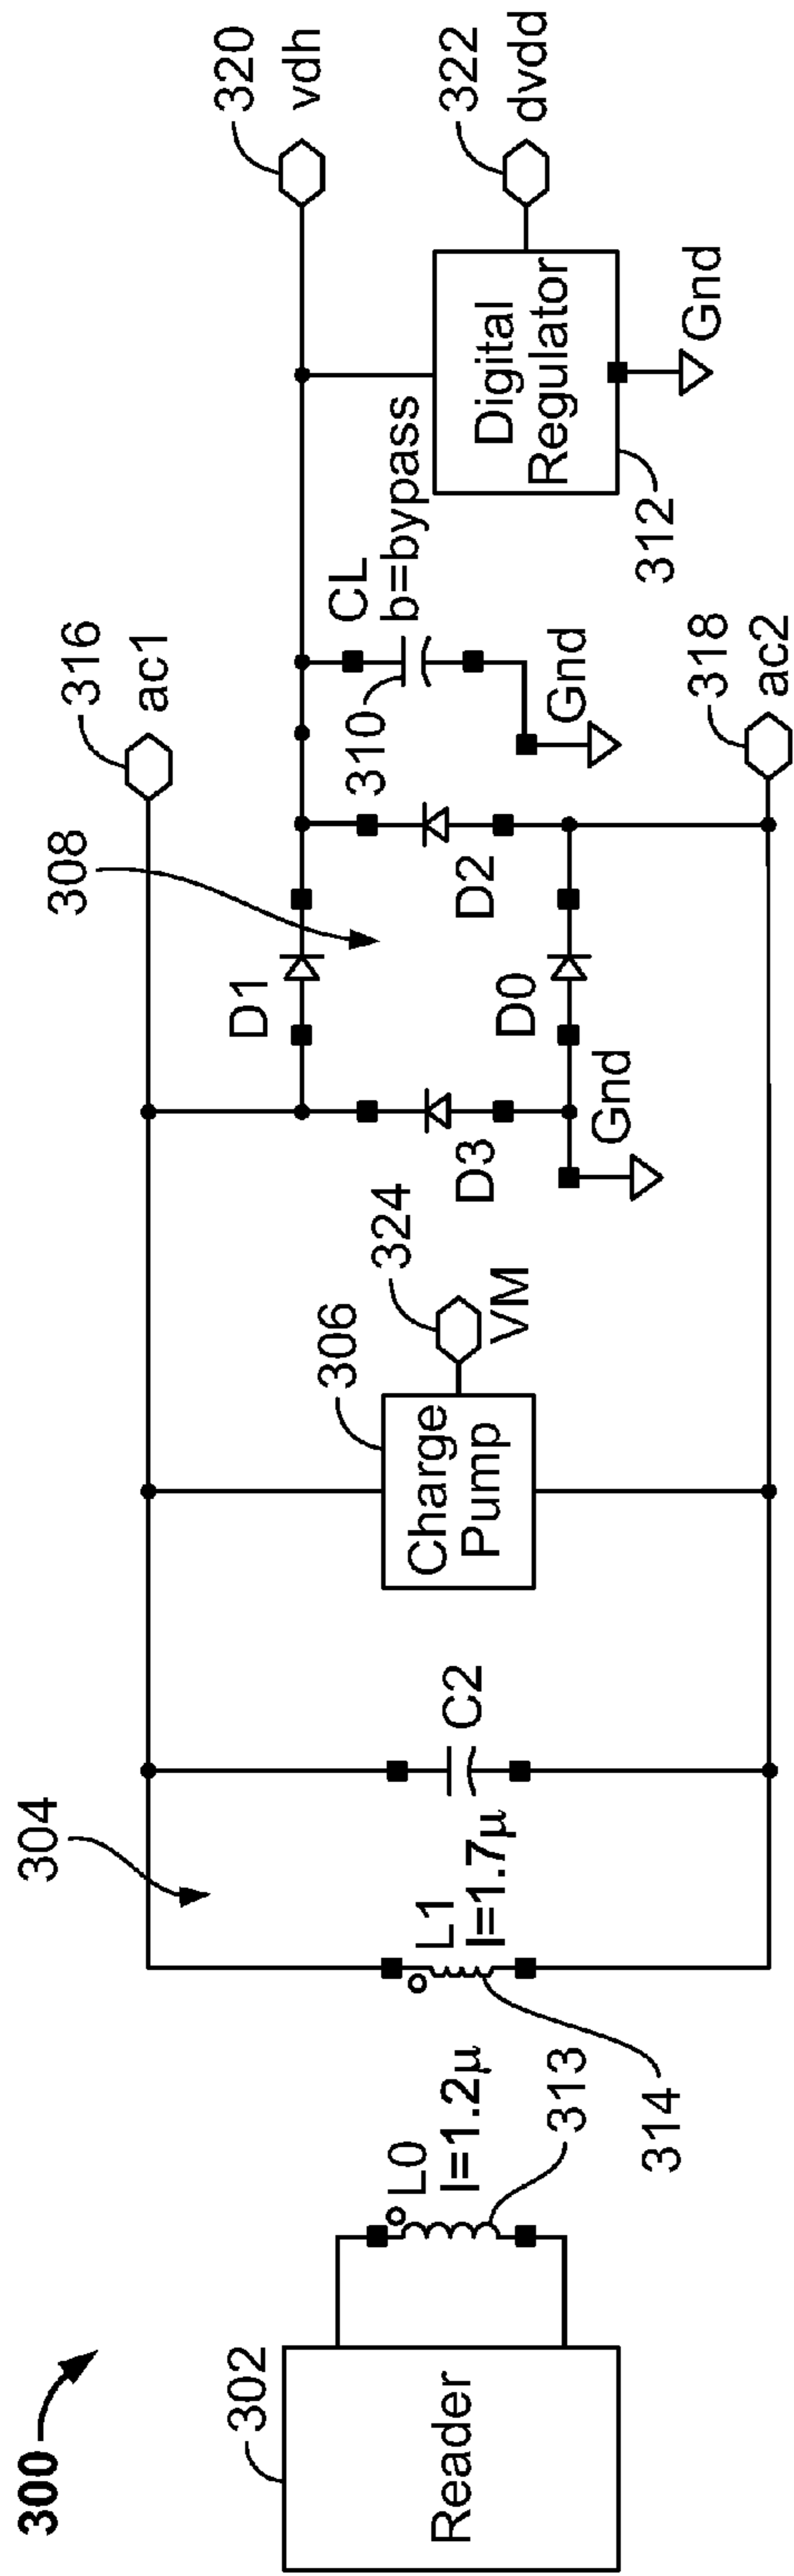 300
302
Reader
L0
l=1.2µ
313
304
L1
l=1.7µ
314
C2
306
Charge
Pump
324
VM
308
D1
D3
D2
D0
Gnd
316
ac1
310
CL
b=bypass
Gnd
318
ac2
320
vdh
Digital
Regulator
312
322
dvdd
Gnd